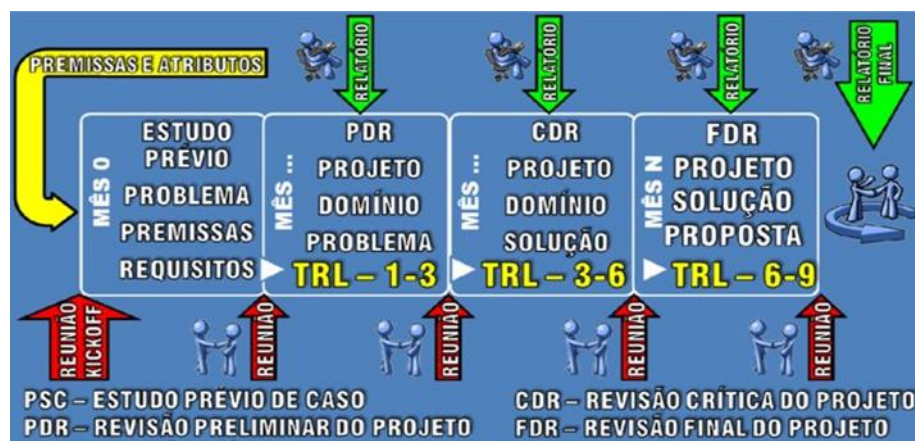 PREMISSAS E ATRIBUTOS
RELATÓRIO
RELATÓRIO
RELATÓRIO
RELATÓRIO
FINAL
MÊS 0
ESTUDO
PRÉVIO
PROBLEMA
PREMISSAS
REQUISITOS
MÊS ...
PDR
PROJETO
DOMÍNIO
PROBLEMA
TRL – 1-3
MÊS ...
CDR
PROJETO
DOMÍNIO
SOLUÇÃO
TRL – 3-6
MÊS N
FDR
PROJETO
SOLUÇÃO
PROPOSTA
TRL – 6-9
REUNIÃO
KICKOFF
REUNIÃO
REUNIÃO
REUNIÃO
REUNIÃO
PSC – ESTUDO PRÉVIO DE CASO
PDR – REVISÃO PRELIMINAR DO PROJETO
CDR – REVISÃO CRÍTICA DO PROJETO
FDR – REVISÃO FINAL DO PROJETO